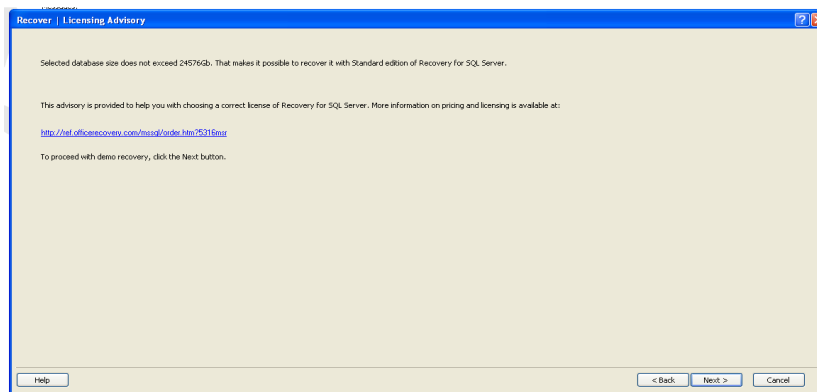 Recover | Licensing Advisory
Selected database size does not exceed 24576Gb. That makes it possible to recover it with Standard edition of Recovery for SQL Server.
This advisory is provided to help you with choosing a correct license of Recovery for SQL Server. More information on pricing and licensing is available at:
http://ref.officerecovery.com/mssql/order.htm?5316msr
To proceed with demo recovery, click the Next button.
Help
< Back
Next >
Cancel